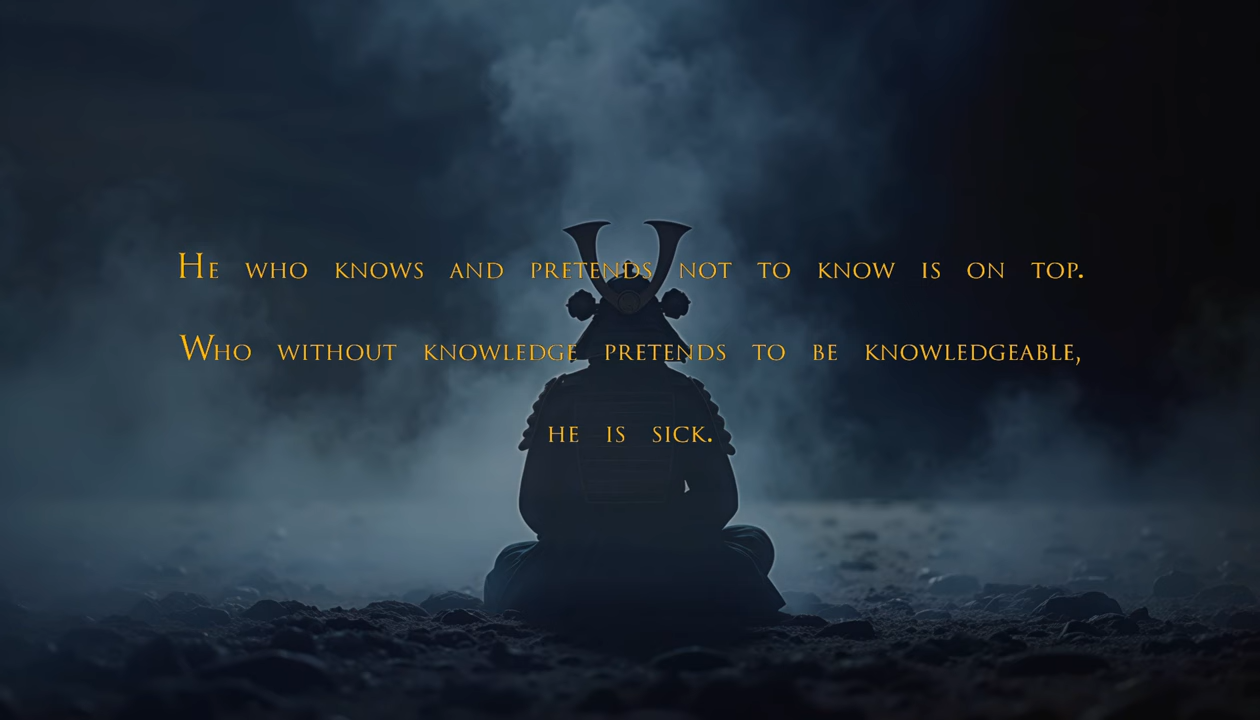 He who knows and pretends not to know is on top.
Who without knowledge pretends to be knowledgeable,
he is sick.